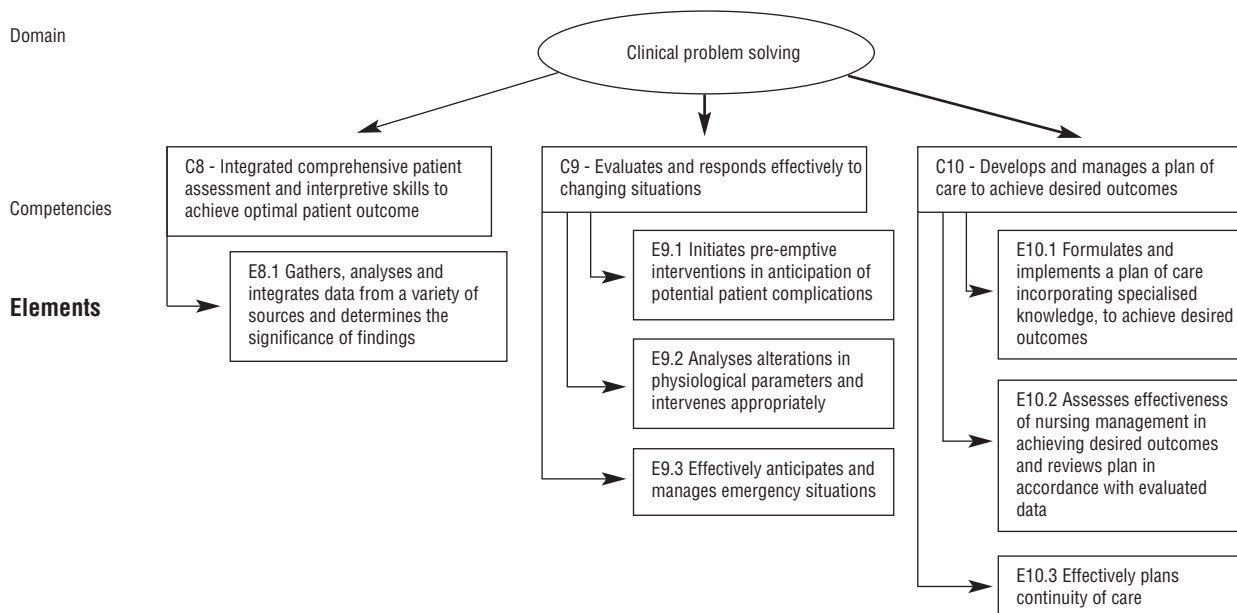 Domain
Clinical problem solving
Competencies
C8 - Integrated comprehensive patient
assessment and interpretive skills to
achieve optimal patient outcome
C9 - Evaluates and responds effectively to
changing situations
C10 - Develops and manages a plan of
care to achieve desired outcomes
Elements
E8.1 Gathers, analyses and
integrates data from a variety of
sources and determines the
significance of findings
E9.1 Initiates pre-emptive
interventions in anticipation of
potential patient complications
E9.2 Analyses alterations in
physiological parameters and
intervenes appropriately
E9.3 Effectively anticipates and
manages emergency situations
E10.1 Formulates and
implements a plan of care
incorporating specialised
knowledge, to achieve desired
outcomes
E10.2 Assesses effectiveness
of nursing management in
achieving desired outcomes
and reviews plan in
accordance with evaluated
data
E10.3 Effectively plans
continuity of care